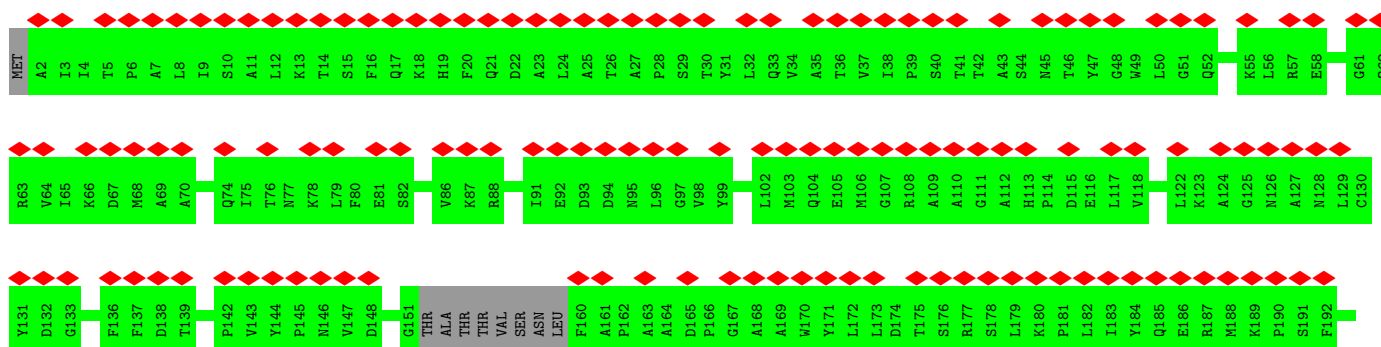 MET A2 I3 I4 T5 P6 A7 L8 I9 S10 A11 L12 K13 T14 S15 F16 Q17 K18 H19 F20 Q21 D22 A23 L24 A25 T26 A27 P28 S29 T30 Y31 L32 Q33 V34 A35 T36 V37 I38 P39 S40 T41 T42 A43 S44 N45 T46 Y47 G48 W49 L50 G51 Q52 K55 L56 R57 E58 G61
R63 V64 I65 K66 D67 M68 A69 A70 Q74 I75 T76 N77 K78 L79 F80 E81 S82 V86 K87 R88 I91 E92 D93 D94 N95 L96 G97 V98 Y99 L102 M103 Q104 E105 M106 G107 R108 A109 A110 G111 A112 H113 P114 D115 E116 L117 V118 L122 K123 A124 G125 N126 A127 N128 L129 C130
Y131 D132 G133 F136 F137 D138 T139 P142 V143 Y144 P145 N146 V147 D148 G151 THR ALA THR THR VAL SER ASN LEU F160 A161 P162 A163 A164 D165 P166 G167 A168 A169 W170 Y171 L172 L173 D174 T175 S176 R177 S178 L179 K180 P181 L182 I183 Y184 Q185 E186 R187 M188 K189 P190 S191 F192